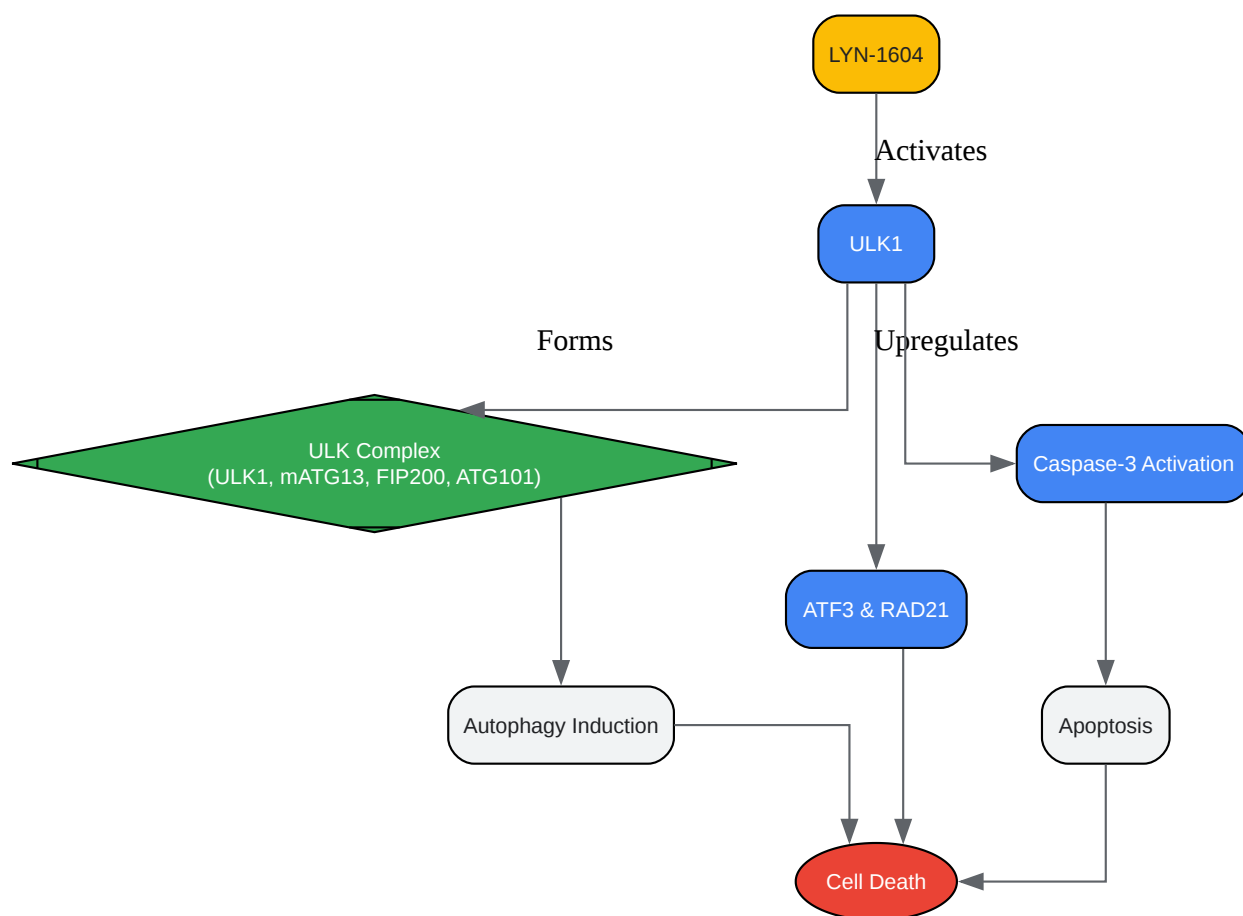 LYN-1604
Activates
ULK1
Forms
Upregulates
ULK Complex
(ULK1, mATG13, FIP200, ATG101)
Caspase-3 Activation
ATF3 & RAD21
Autophagy Induction
Apoptosis
Cell Death